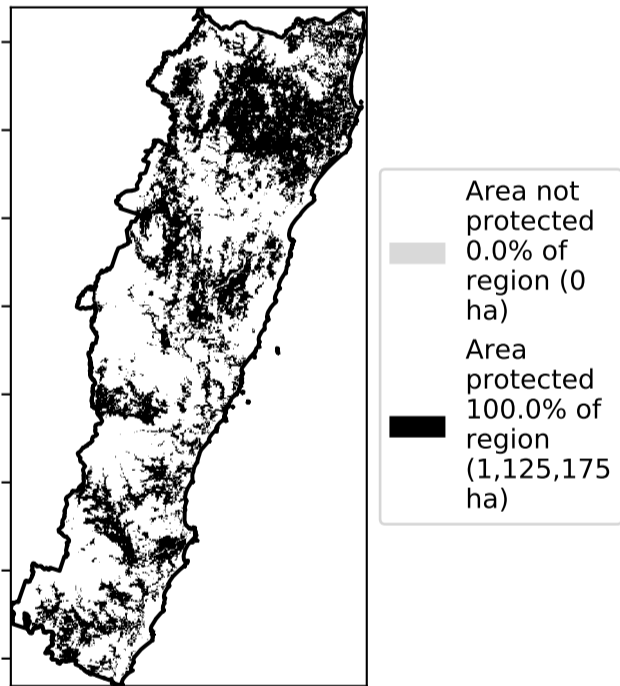 Area not
protected
0.0% of
region (0
ha)
Area
protected
100.0% of
region
(1,125,175
ha)